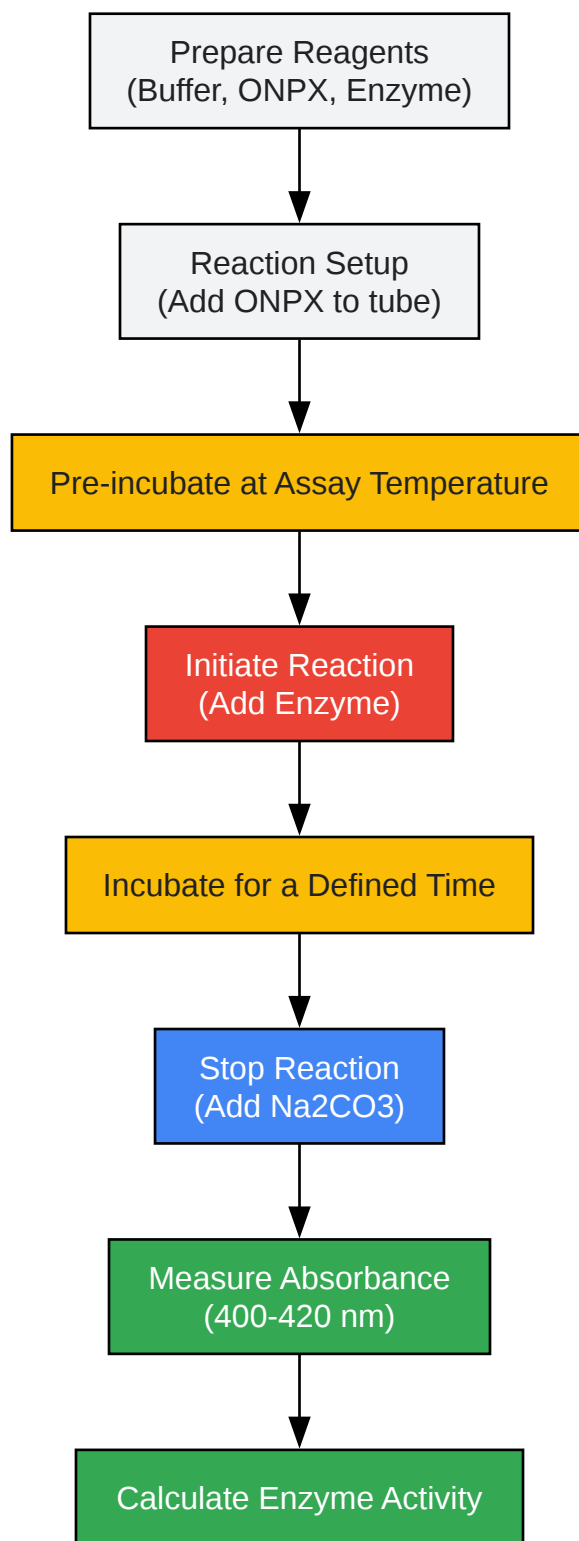 Prepare Reagents
(Buffer, ONPX, Enzyme)
Reaction Setup
(Add ONPX to tube)
Pre-incubate at Assay Temperature
Initiate Reaction
(Add Enzyme)
Incubate for a Defined Time
Stop Reaction
(Add Na2CO3)
Measure Absorbance
(400-420 nm)
Calculate Enzyme Activity